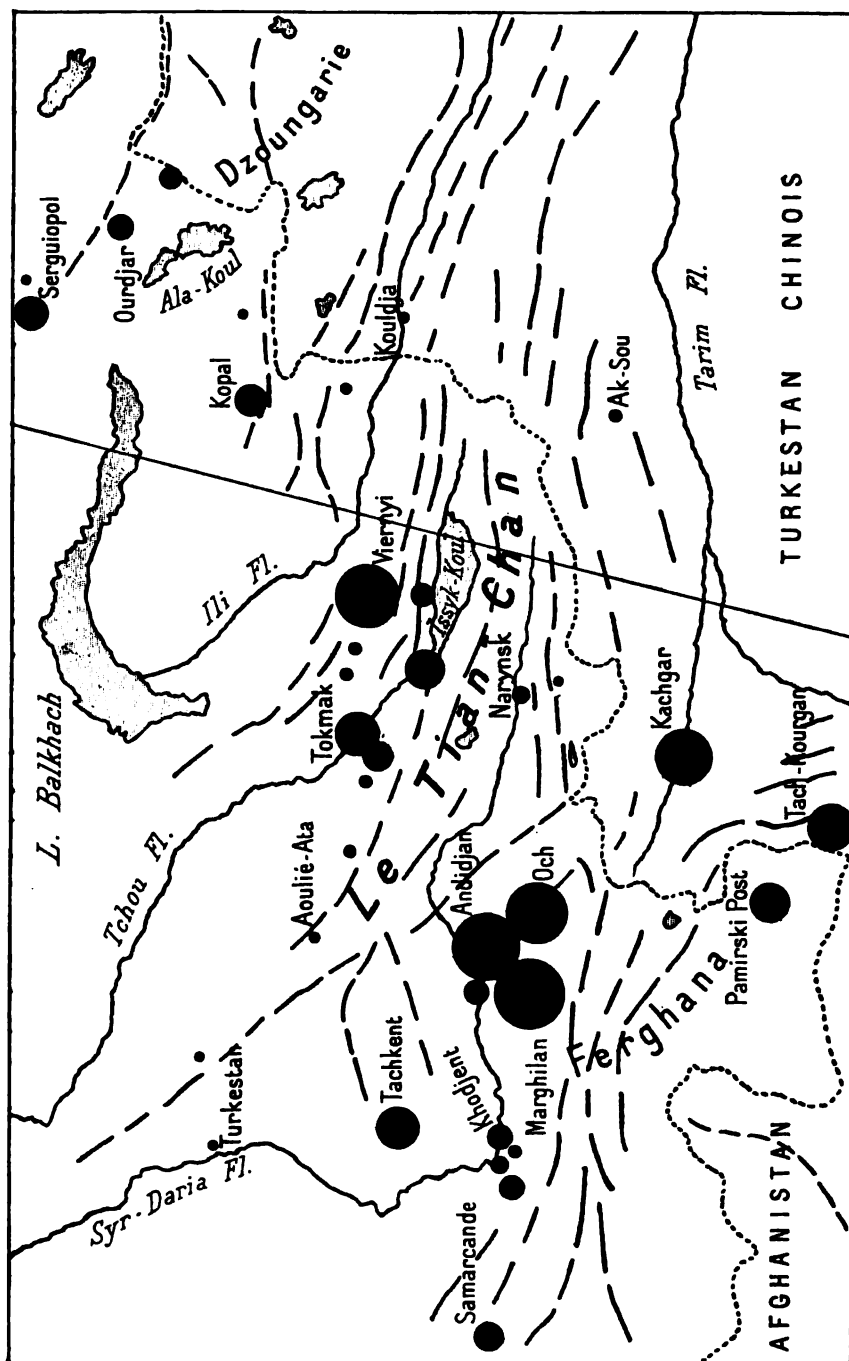 L. Balkhach
Serguiopol
Ourdjar
Ala-Koul
Dzoungarie
Kopal
Ili Fl.
Tchou Fl.
Kouldja
Viernyi
Issyk-Koul
Tokmak
Aoulié-Ata
Turkestan
Syr-Daria Fl.
Tachkent
Le Tian Chan
Narynsk
Ak-Sou
Tarim Fl.
TURKESTAN CHINOIS
Andidjan
Och
Kachgar
Khodjent
Marghilan
Samarcande
Ferghana
Pamirski Post
Tach-Kourgan
AFGHANISTAN